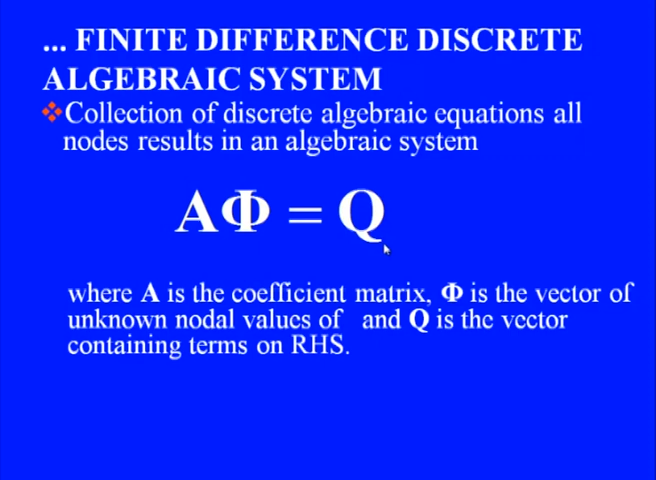 ... FINITE DIFFERENCE DISCRETE
ALGEBRAIC SYSTEM
❖Collection of discrete algebraic equations all
nodes results in an algebraic system
AΦ = Q
where A is the coefficient matrix, Φ is the vector of
unknown nodal values of and Q is the vector
containing terms on RHS.